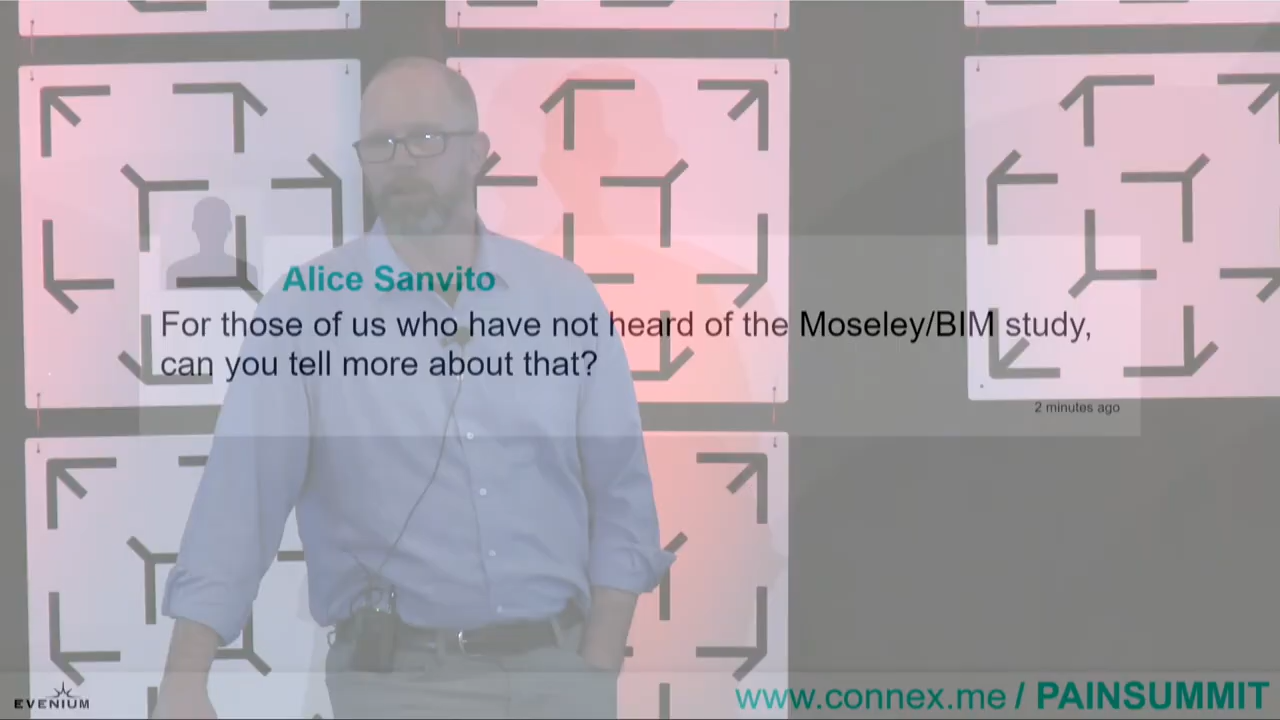 Alice Sanvito
For those of us who have not heard of the Moseley/BIM study,
can you tell more about that?
2 minutes ago
EVENIUM
www.connex.me / PAINSUMMIT